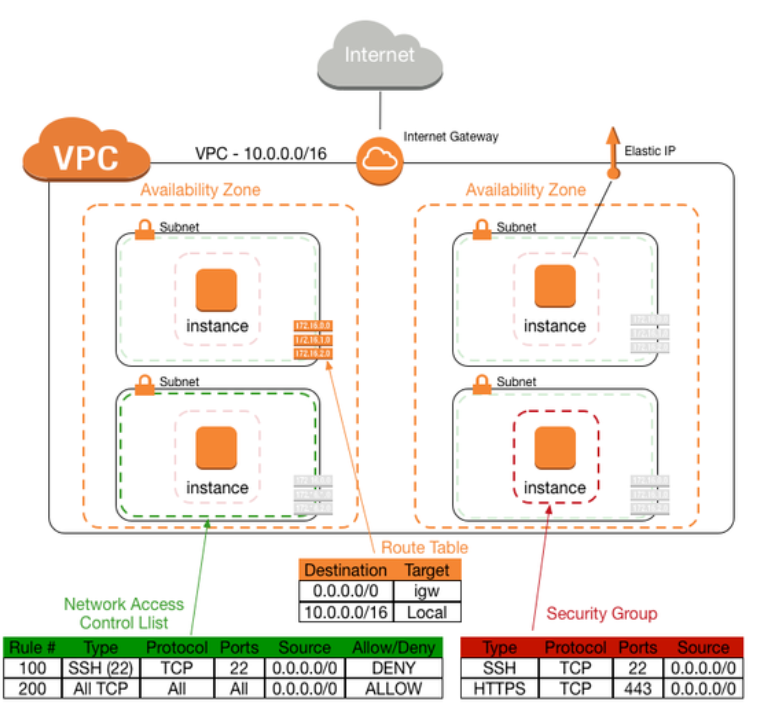 Internet
Internet Gateway
VPC
VPC - 10.0.0.0/16
Elastic IP
Availability Zone
Availability Zone
Subnet
instance
172.16.0.0
172.16.1.0
172.16.2.0
Subnet
instance
Subnet
instance
Subnet
instance
Route Table
Destination Target
0.0.0.0/0 igw
10.0.0.0/16 Local
Network Access
Control LIist
Rule # Type Protocol Ports Source Allow/Deny
100 SSH (22) TCP 22 0.0.0.0/0 DENY
200 All TCP All All 0.0.0.0/0 ALLOW
Security Group
Type Protocol Ports Source
SSH TCP 22 0.0.0.0/0
HTTPS TCP 443 0.0.0.0/0